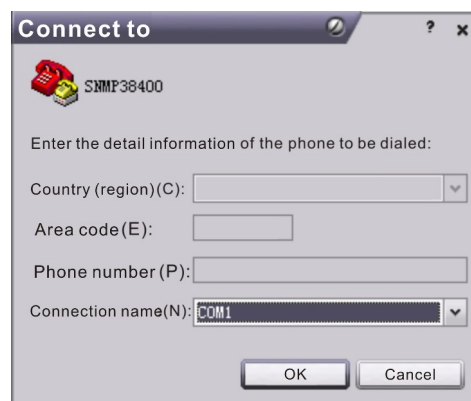 Connect to
?
SNMP38400
Enter the detail information of the phone to be dialed:
Country (region)(C):
Area code(E):
Phone number (P):
Connection name(N): COM1
OK Cancel